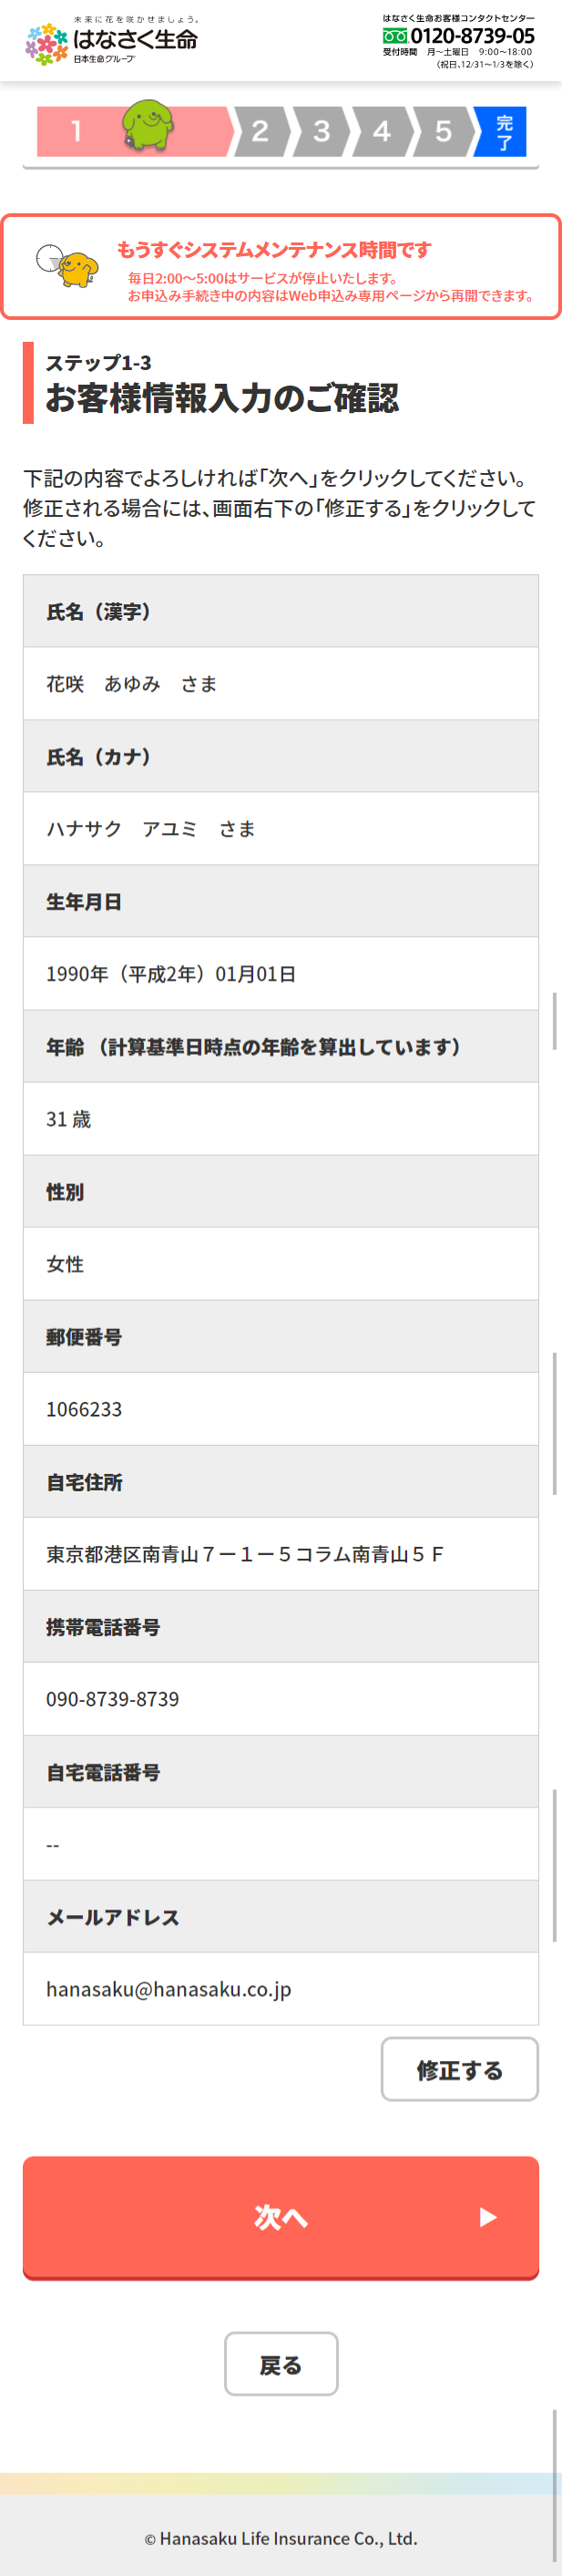 未来に花を咲かせましょう。
はなさく生命
日本生命グループ
はなさく生命お客様コンタクトセンター
0120-8739-05
受付時間 月〜土曜日 9:00〜18:00
(祝日、12/31〜1/3を除く)
1 2 3 4 5 完了
もうすぐシステムメンテナンス時間です
毎日2:00〜5:00はサービスが停止いたします。
お申込み手続き中の内容はWeb申込み専用ページから再開できます。
ステップ1-3
お客様情報入力のご確認
下記の内容でよろしければ「次へ」をクリックしてください。
修正される場合には、画面右下の「修正する」をクリックして
ください。
氏名（漢字）
花咲　あゆみ　さま
氏名（カナ）
ハナサク　アユミ　さま
生年月日
1990年（平成2年）01月01日
年齢 （計算基準日時点の年齢を算出しています）
31 歳
性別
女性
郵便番号
1066233
自宅住所
東京都港区南青山７ー１ー５コラム南青山５Ｆ
携帯電話番号
090-8739-8739
自宅電話番号
--
メールアドレス
hanasaku@hanasaku.co.jp
修正する
次へ
戻る
© Hanasaku Life Insurance Co., Ltd.